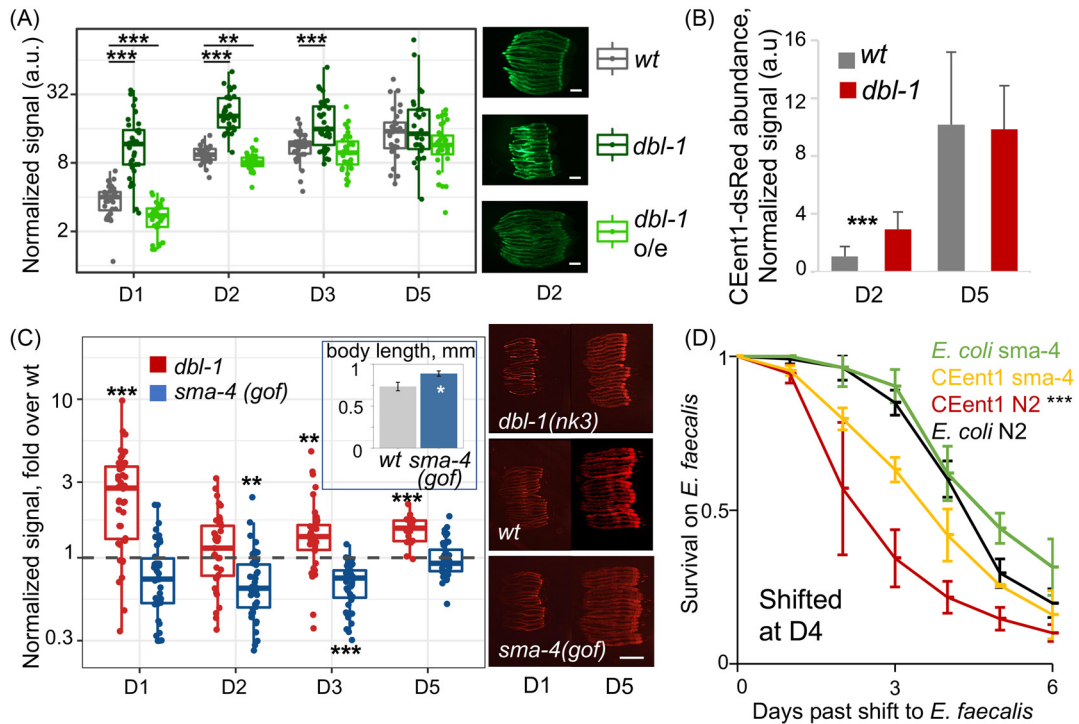 (A)
Normalized signal (a.u.)
32
8
2
***
***
**
***
***
D1
D2
D3
D5
D2
wt
dbl-1
dbl-1
o/e
(B)
CEent1-dsRed abundance,
Normalized signal (a.u
16
12
8
4
0
wt
dbl-1
***
D2
D5
(C)
Normalized signal, fold over wt
10
3
1
0.3
dbl-1
sma-4 (gof)
***
**
**
***
***
body length, mm
1
0.5
0
*
wt
sma-4
(gof)
D1
D2
D3
D5
dbl-1(nk3)
wt
sma-4(gof)
D1
D5
(D)
Survival on E. faecalis
1
0.5
0
E. coli sma-4
CEent1 sma-4
CEent1 N2 ***
E. coli N2
Shifted
at D4
0
3
6
Days past shift to E. faecalis